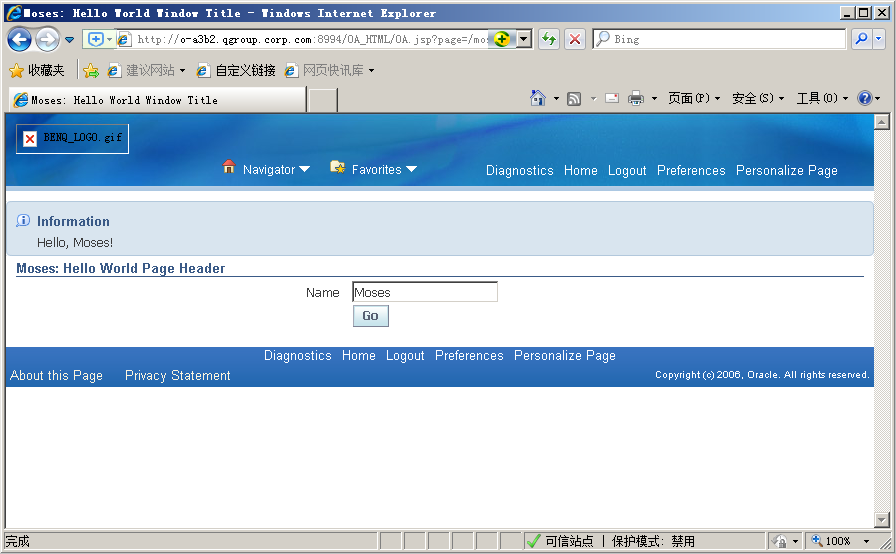 Moses: Hello World Window Title - Windows Internet Explorer
http://o-a3b2.qgroup.corp.com:8994/OA_HTML/OA.jsp?page=/mos
Bing
收藏夹 建议网站 自定义链接 网页快讯库
Moses: Hello World Window Title
页面(P) 安全(S) 工具(O)
BENQ_LOGO.gif
Navigator Favorites Diagnostics Home Logout Preferences Personalize Page
Information
Hello, Moses!
Moses: Hello World Page Header
Name Moses
Go
Diagnostics Home Logout Preferences Personalize Page
About this Page Privacy Statement Copyright (c) 2006, Oracle. All rights reserved.
完成 可信站点 | 保护模式: 禁用 100%